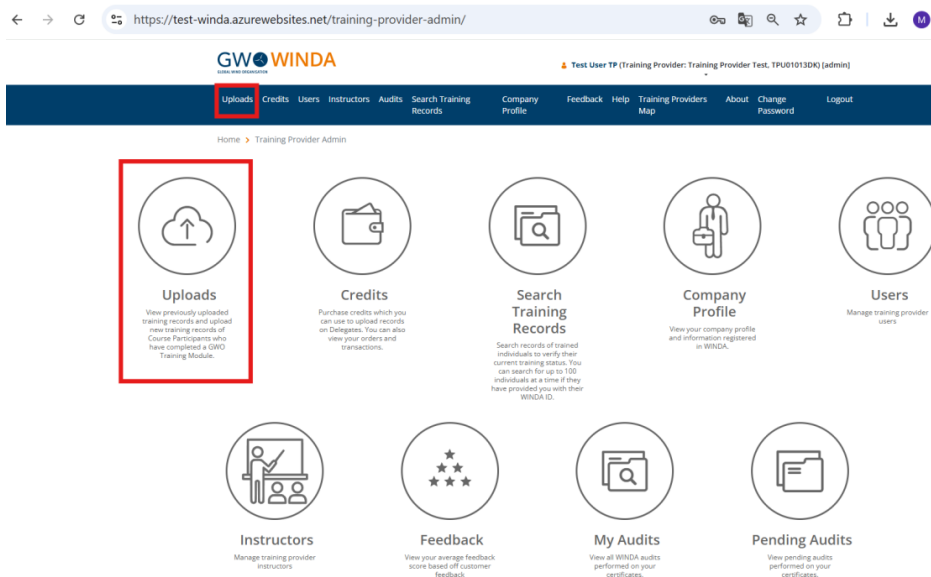 https://test-winda.azurewebsites.net/training-provider-admin/
M
GWO WINDA
GLOBAL WIND ORGANISATION
Test User TP (Training Provider: Training Provider Test, TPU01013DK) [admin]
Uploads Credits Users Instructors Audits Search Training Records Company Profile Feedback Help Training Providers Map About Change Password Logout
Home > Training Provider Admin
Uploads
View previously uploaded
training records and upload
new training records of
Course Participants who
have completed a GWO
Training Module.
Credits
Purchase credits which you
can use to upload records
on Delegates. You can also
view your orders and
transactions.
Search
Training
Records
Search records of trained
individuals to verify their
current training status. You
can search for up to 100
individuals at a time if they
have provided you with their
WINDA ID.
Company
Profile
View your company profile
and information registered
in WINDA.
Users
Manage training provider
users
Instructors
Manage training provider
instructors
Feedback
View your average feedback
score based off customer
feedback
My Audits
View all WINDA audits
performed on your
certificates.
Pending Audits
View pending audits
performed on your
certificates.